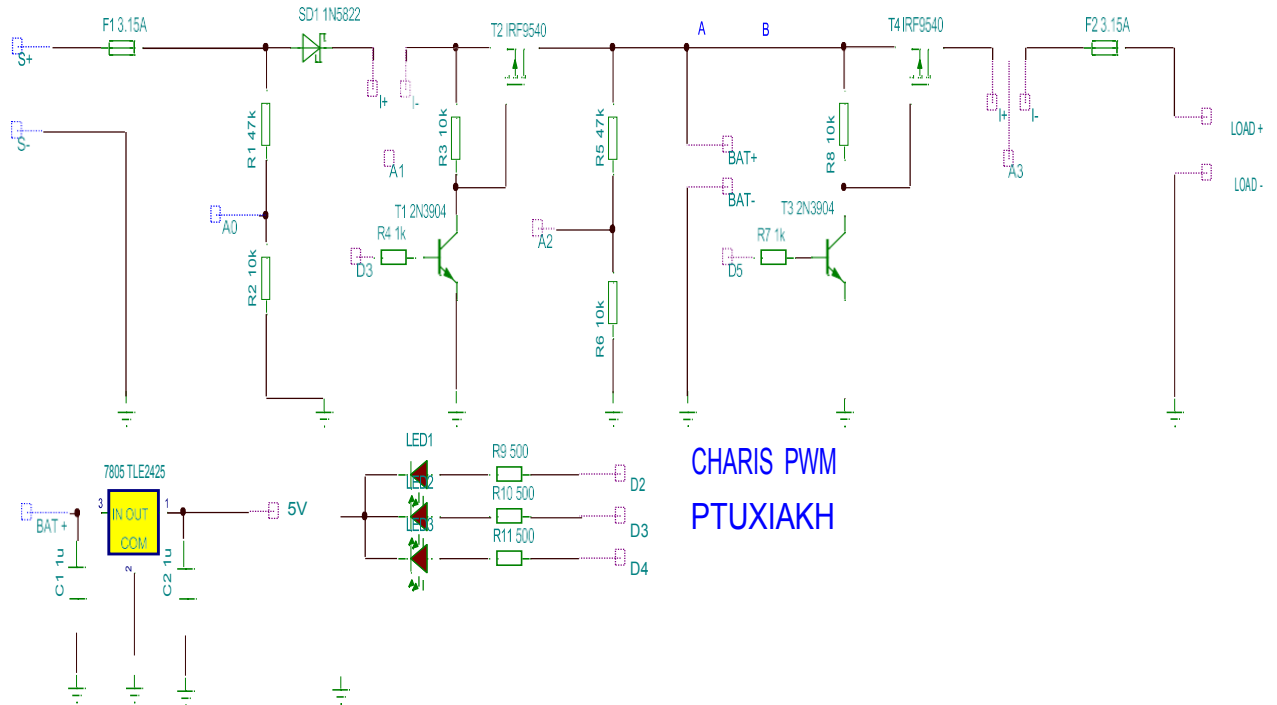 F1 3.15A
SD1 1N5822
T2 IRF9540
A
B
T4 IRF9540
F2 3.15A
S+
I+
I-
I+
I-
S-
R1 47k
R3 10k
R5 47k
R8 10k
LOAD +
BAT+
A1
A3
LOAD -
BAT-
A0
T1 2N3904
T3 2N3904
R4 1k
A2
R7 1k
D3
D5
R2 10k
R6 10k
LED1
7805 TLE2425
R9 500
CHARIS PWM
LED2
D2
3
1
R10 500
BAT +
IN OUT
5V
PTUXIAKH
LED3
D3
COM
R11 500
2
D4
C1 1u
C2 1u